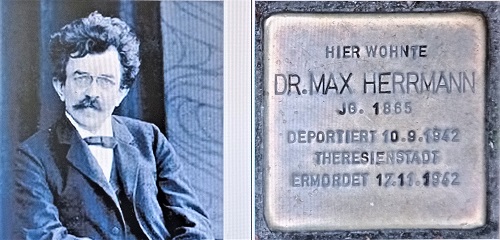 HIER WOHNTE
DR. MAX HERRMANN
JG. 1865
DEPORTIERT 10.9.1942
THERESIENSTADT
ERMORDET 17.11.1942